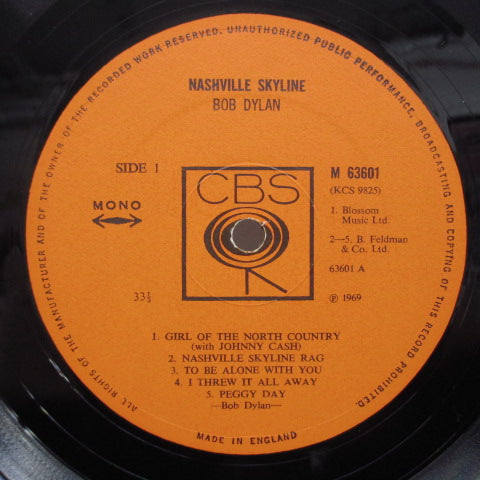 ALL RIGHTS OF THE MANUFACTURER AND OF THE OWNER OF THE RECORDED WORK RESERVED. UNAUTHORIZED PUBLIC PERFORMANCE, BROADCASTING AND COPYING OF THIS RECORD PROHIBITED.
NASHVILLE SKYLINE
BOB DYLAN
SIDE 1
CBS
M 63601
(KCS 9825)
MONO
1. Blossom
Music Ltd.
2—5. B. Feldman
& Co. Ltd.
63601 A
33⅓
℗ 1969
1. GIRL OF THE NORTH COUNTRY
(with JOHNNY CASH)
2. NASHVILLE SKYLINE RAG
3. TO BE ALONE WITH YOU
4. I THREW IT ALL AWAY
5. PEGGY DAY
—Bob Dylan—
MADE IN ENGLAND